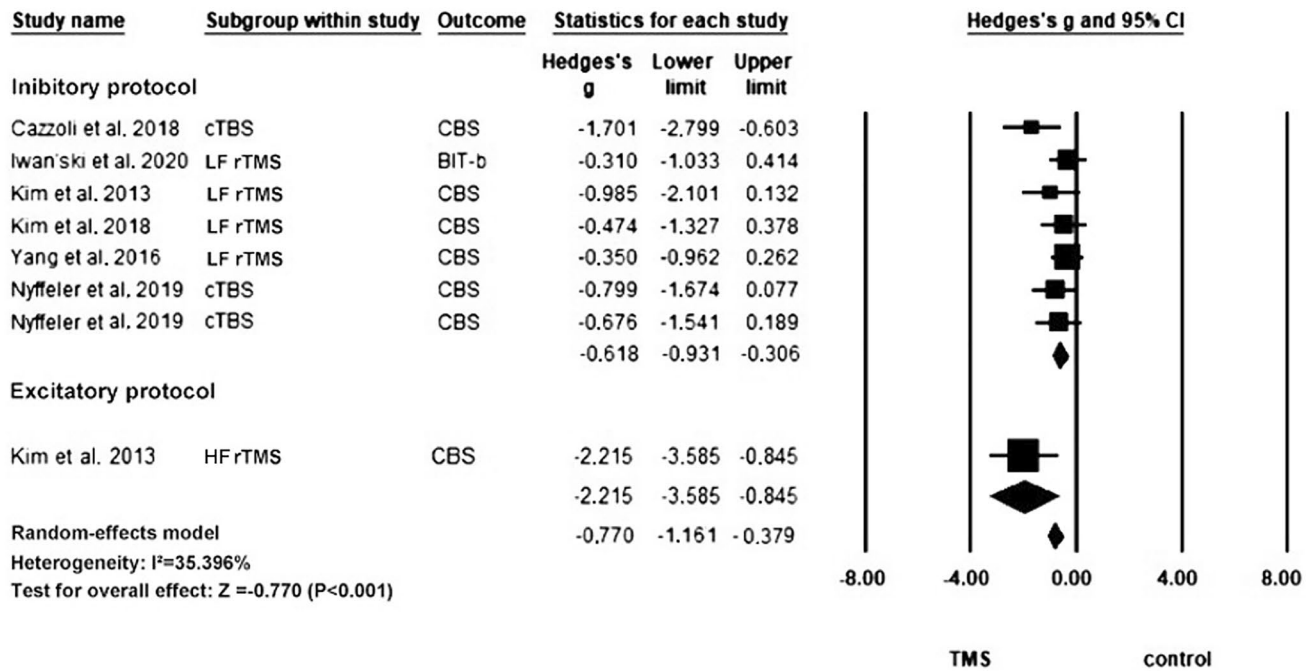 Study name Subgroup within study Outcome Statistics for each study Hedges's g and 95% CI
Hedges's g Lower limit Upper limit
Inibitory protocol
Cazzoli et al. 2018 cTBS CBS -1.701 -2.799 -0.603
Iwan'ski et al. 2020 LF rTMS BIT-b -0.310 -1.033 0.414
Kim et al. 2013 LF rTMS CBS -0.985 -2.101 0.132
Kim et al. 2018 LF rTMS CBS -0.474 -1.327 0.378
Yang et al. 2016 LF rTMS CBS -0.350 -0.962 0.262
Nyffeler et al. 2019 cTBS CBS -0.799 -1.674 0.077
Nyffeler et al. 2019 cTBS CBS -0.676 -1.541 0.189
-0.618 -0.931 -0.306
Excitatory protocol
Kim et al. 2013 HF rTMS CBS -2.215 -3.585 -0.845
-2.215 -3.585 -0.845
Random-effects model -0.770 -1.161 -0.379
Heterogeneity: I²=35.396%
Test for overall effect: Z =-0.770 (P<0.001)
-8.00 -4.00 0.00 4.00 8.00
TMS control